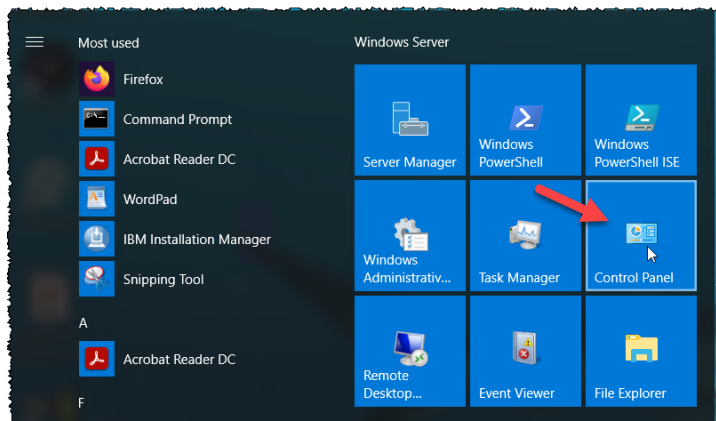 Most used
Firefox
Command Prompt
Acrobat Reader DC
WordPad
IBM Installation Manager
Snipping Tool
A
Acrobat Reader DC
F
Windows Server
Server Manager
Windows
PowerShell
Windows
PowerShell ISE
Windows
Administrativ...
Task Manager
Control Panel
Remote
Desktop...
Event Viewer
File Explorer